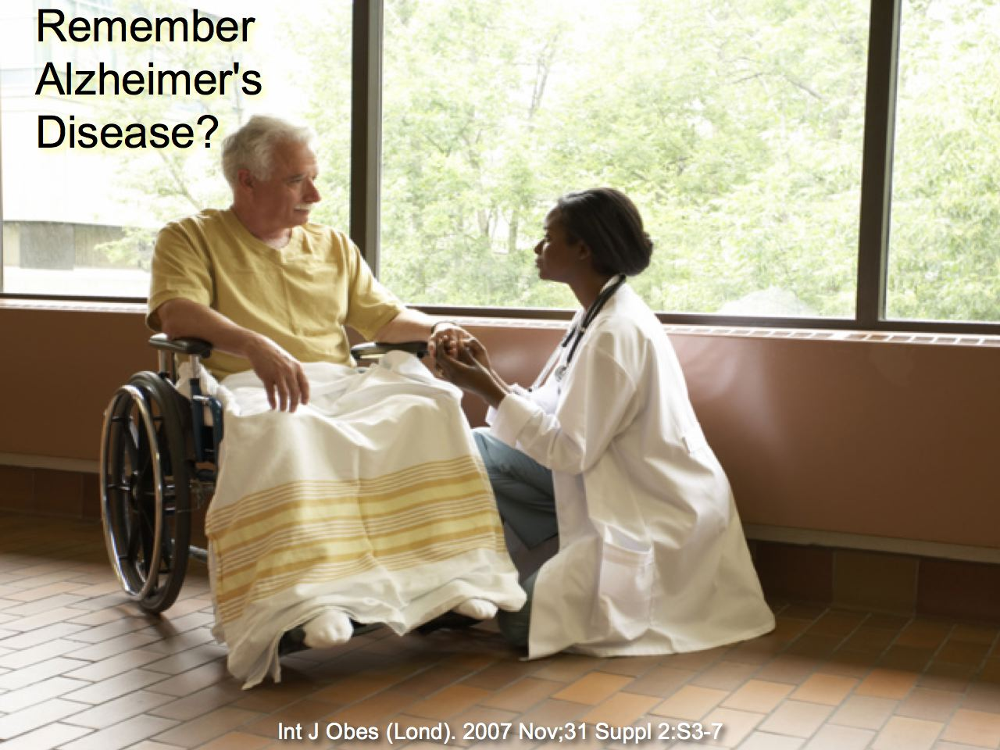 Remember
Alzheimer's
Disease?
Int J Obes (Lond). 2007 Nov;31 Suppl 2:S3-7